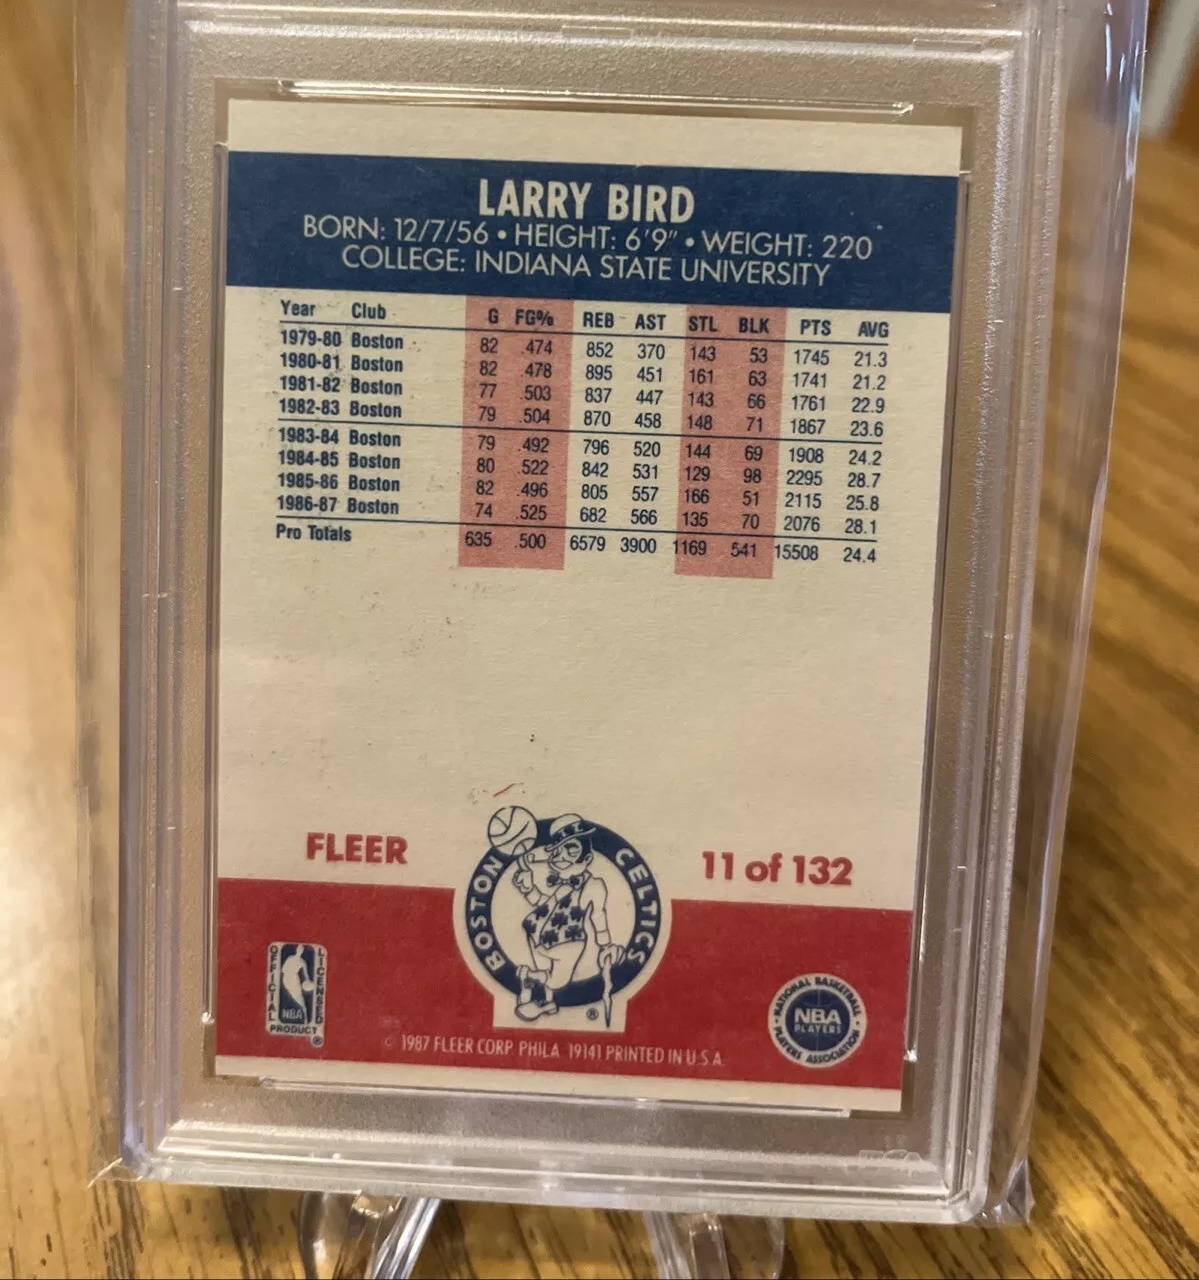 LARRY BIRD
BORN: 12/7/56 • HEIGHT: 6'9" • WEIGHT: 220
COLLEGE: INDIANA STATE UNIVERSITY
Year Club G FG% REB AST STL BLK PTS AVG
1979-80 Boston 82 .474 852 370 143 53 1745 21.3
1980-81 Boston 82 .478 895 451 161 63 1741 21.2
1981-82 Boston 77 .503 837 447 143 66 1761 22.9
1982-83 Boston 79 .504 870 458 148 71 1867 23.6
1983-84 Boston 79 .492 796 520 144 69 1908 24.2
1984-85 Boston 80 .522 842 531 129 98 2295 28.7
1985-86 Boston 82 .496 805 557 166 51 2115 25.8
1986-87 Boston 74 .525 682 566 135 70 2076 28.1
Pro Totals 635 .500 6579 3900 1169 541 15508 24.4
FLEER
11 of 132
BOSTON CELTICS
®
OFFICIAL LICENSED
NBA
PRODUCT
®
NATIONAL BASKETBALL
NBA
PLAYERS
PLAYERS ASSOCIATION
© 1987 FLEER CORP. PHILA. 19141 PRINTED IN U.S.A.
PSA